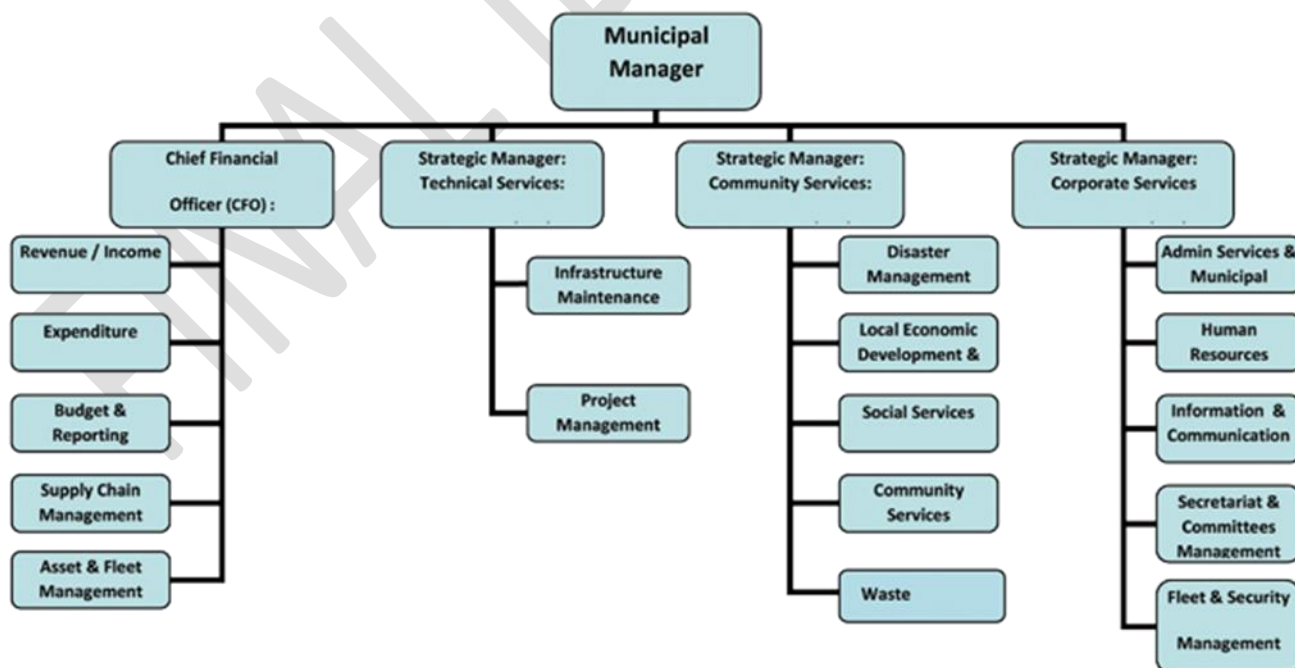 Municipal
Manager
Chief Financial
Officer (CFO) :
Strategic Manager:
Technical Services:
Strategic Manager:
Community Services:
Strategic Manager:
Corporate Services
Revenue / Income
Expenditure
Budget &
Reporting
Supply Chain
Management
Asset & Fleet
Management
Infrastructure
Maintenance
Project
Management
Disaster
Management
Local Economic
Development &
Social Services
Community
Services
Waste
Admin Services &
Municipal
Human
Resources
Information &
Communication
Secretariat &
Committees
Management
Fleet & Security
Management
FINAL